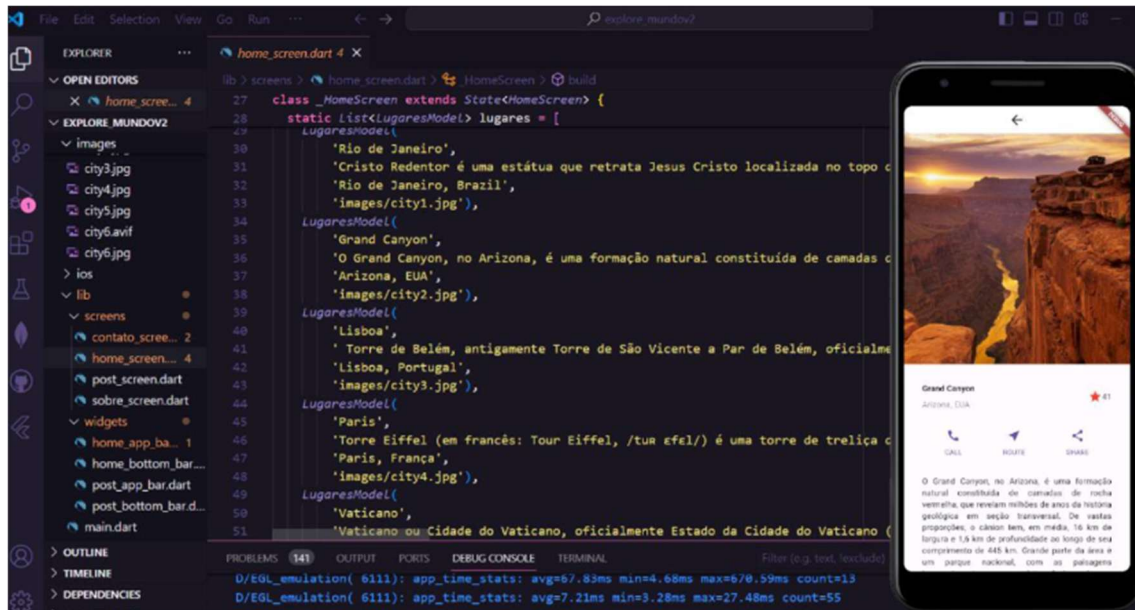 File Edit Selection View Go Run ... explore_mundov2
EXPLORER ...
OPEN EDITORS
home_scree... 4
EXPLORE_MUNDOV2
images
city3.jpg
city4.jpg
city5.jpg
city6.avif
city6.jpg
ios
lib
screens
contato_scree... 2
home_screen.... 4
post_screen.dart
sobre_screen.dart
widgets
home_app_ba... 1
home_bottom_bar....
post_app_bar.dart
post_bottom_bar.d...
main.dart
OUTLINE
TIMELINE
DEPENDENCIES
1
home_screen.dart 4
lib > screens > home_screen.dart > _HomeScreen > build
27 class _HomeScreen extends State<HomeScreen> {
28 static List<LugaresModel> lugares = [
29 LugaresModel(
30 'Rio de Janeiro',
31 'Cristo Redentor é uma estátua que retrata Jesus Cristo localizada no topo
32 'Rio de Janeiro, Brazil',
33 'images/city1.jpg'),
34 LugaresModel(
35 'Grand Canyon',
36 'O Grand Canyon, no Arizona, é uma formação natural constituída de camadas
37 'Arizona, EUA',
38 'images/city2.jpg'),
39 LugaresModel(
40 'Lisboa',
41 ' Torre de Belém, antigamente Torre de São Vicente a Par de Belém, oficialme
42 'Lisboa, Portugal',
43 'images/city3.jpg'),
44 LugaresModel(
45 'Paris',
46 'Torre Eiffel (em francês: Tour Eiffel, /tuʀ ɛfɛl/) é uma torre de treliça
47 'Paris, França',
48 'images/city4.jpg'),
49 LugaresModel(
50 'Vaticano',
51 'Vaticano ou Cidade do Vaticano, oficialmente Estado da Cidade do Vaticano (
PROBLEMS 141 OUTPUT PORTS DEBUG CONSOLE TERMINAL Filter (e.g. text, !exclude)
D/EGL_emulation( 6111): app_time_stats: avg=67.83ms min=4.68ms max=670.59ms count=13
D/EGL_emulation( 6111): app_time_stats: avg=7.21ms min=3.28ms max=27.48ms count=55
Grand Canyon
Arizona, EUA
41
CALL ROUTE SHARE
O Grand Canyon, no Arizona, é uma formação
natural constituída de camadas de rocha
vermelha, que revelam milhões de anos da história
geológica em seção transversal. De vastas
proporções, o cânion tem, em média, 16 km de
largura e 1,6 km de profundidade ao longo de seu
comprimento de 445 km. Grande parte da área é
um parque nacional, com as paisagens